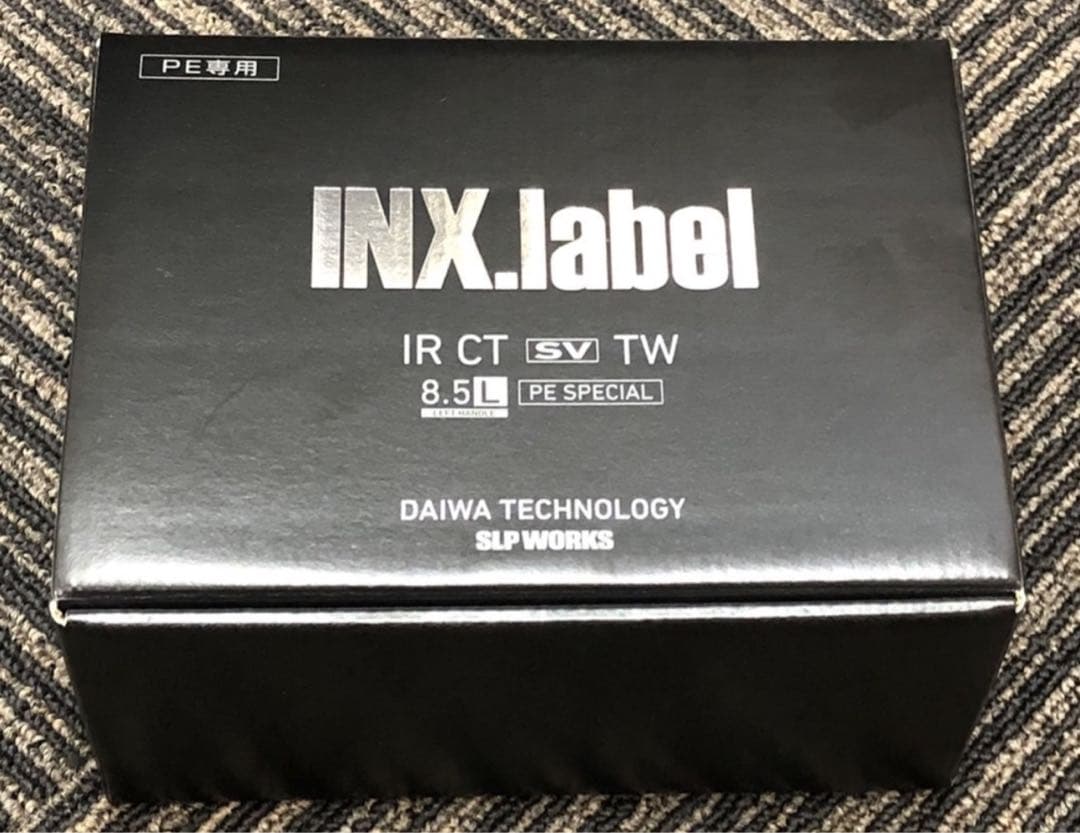 PE専用
INX.label
IR CT SV TW
8.5L PE SPECIAL
LEFT HANDLE
DAIWA TECHNOLOGY
SLP WORKS